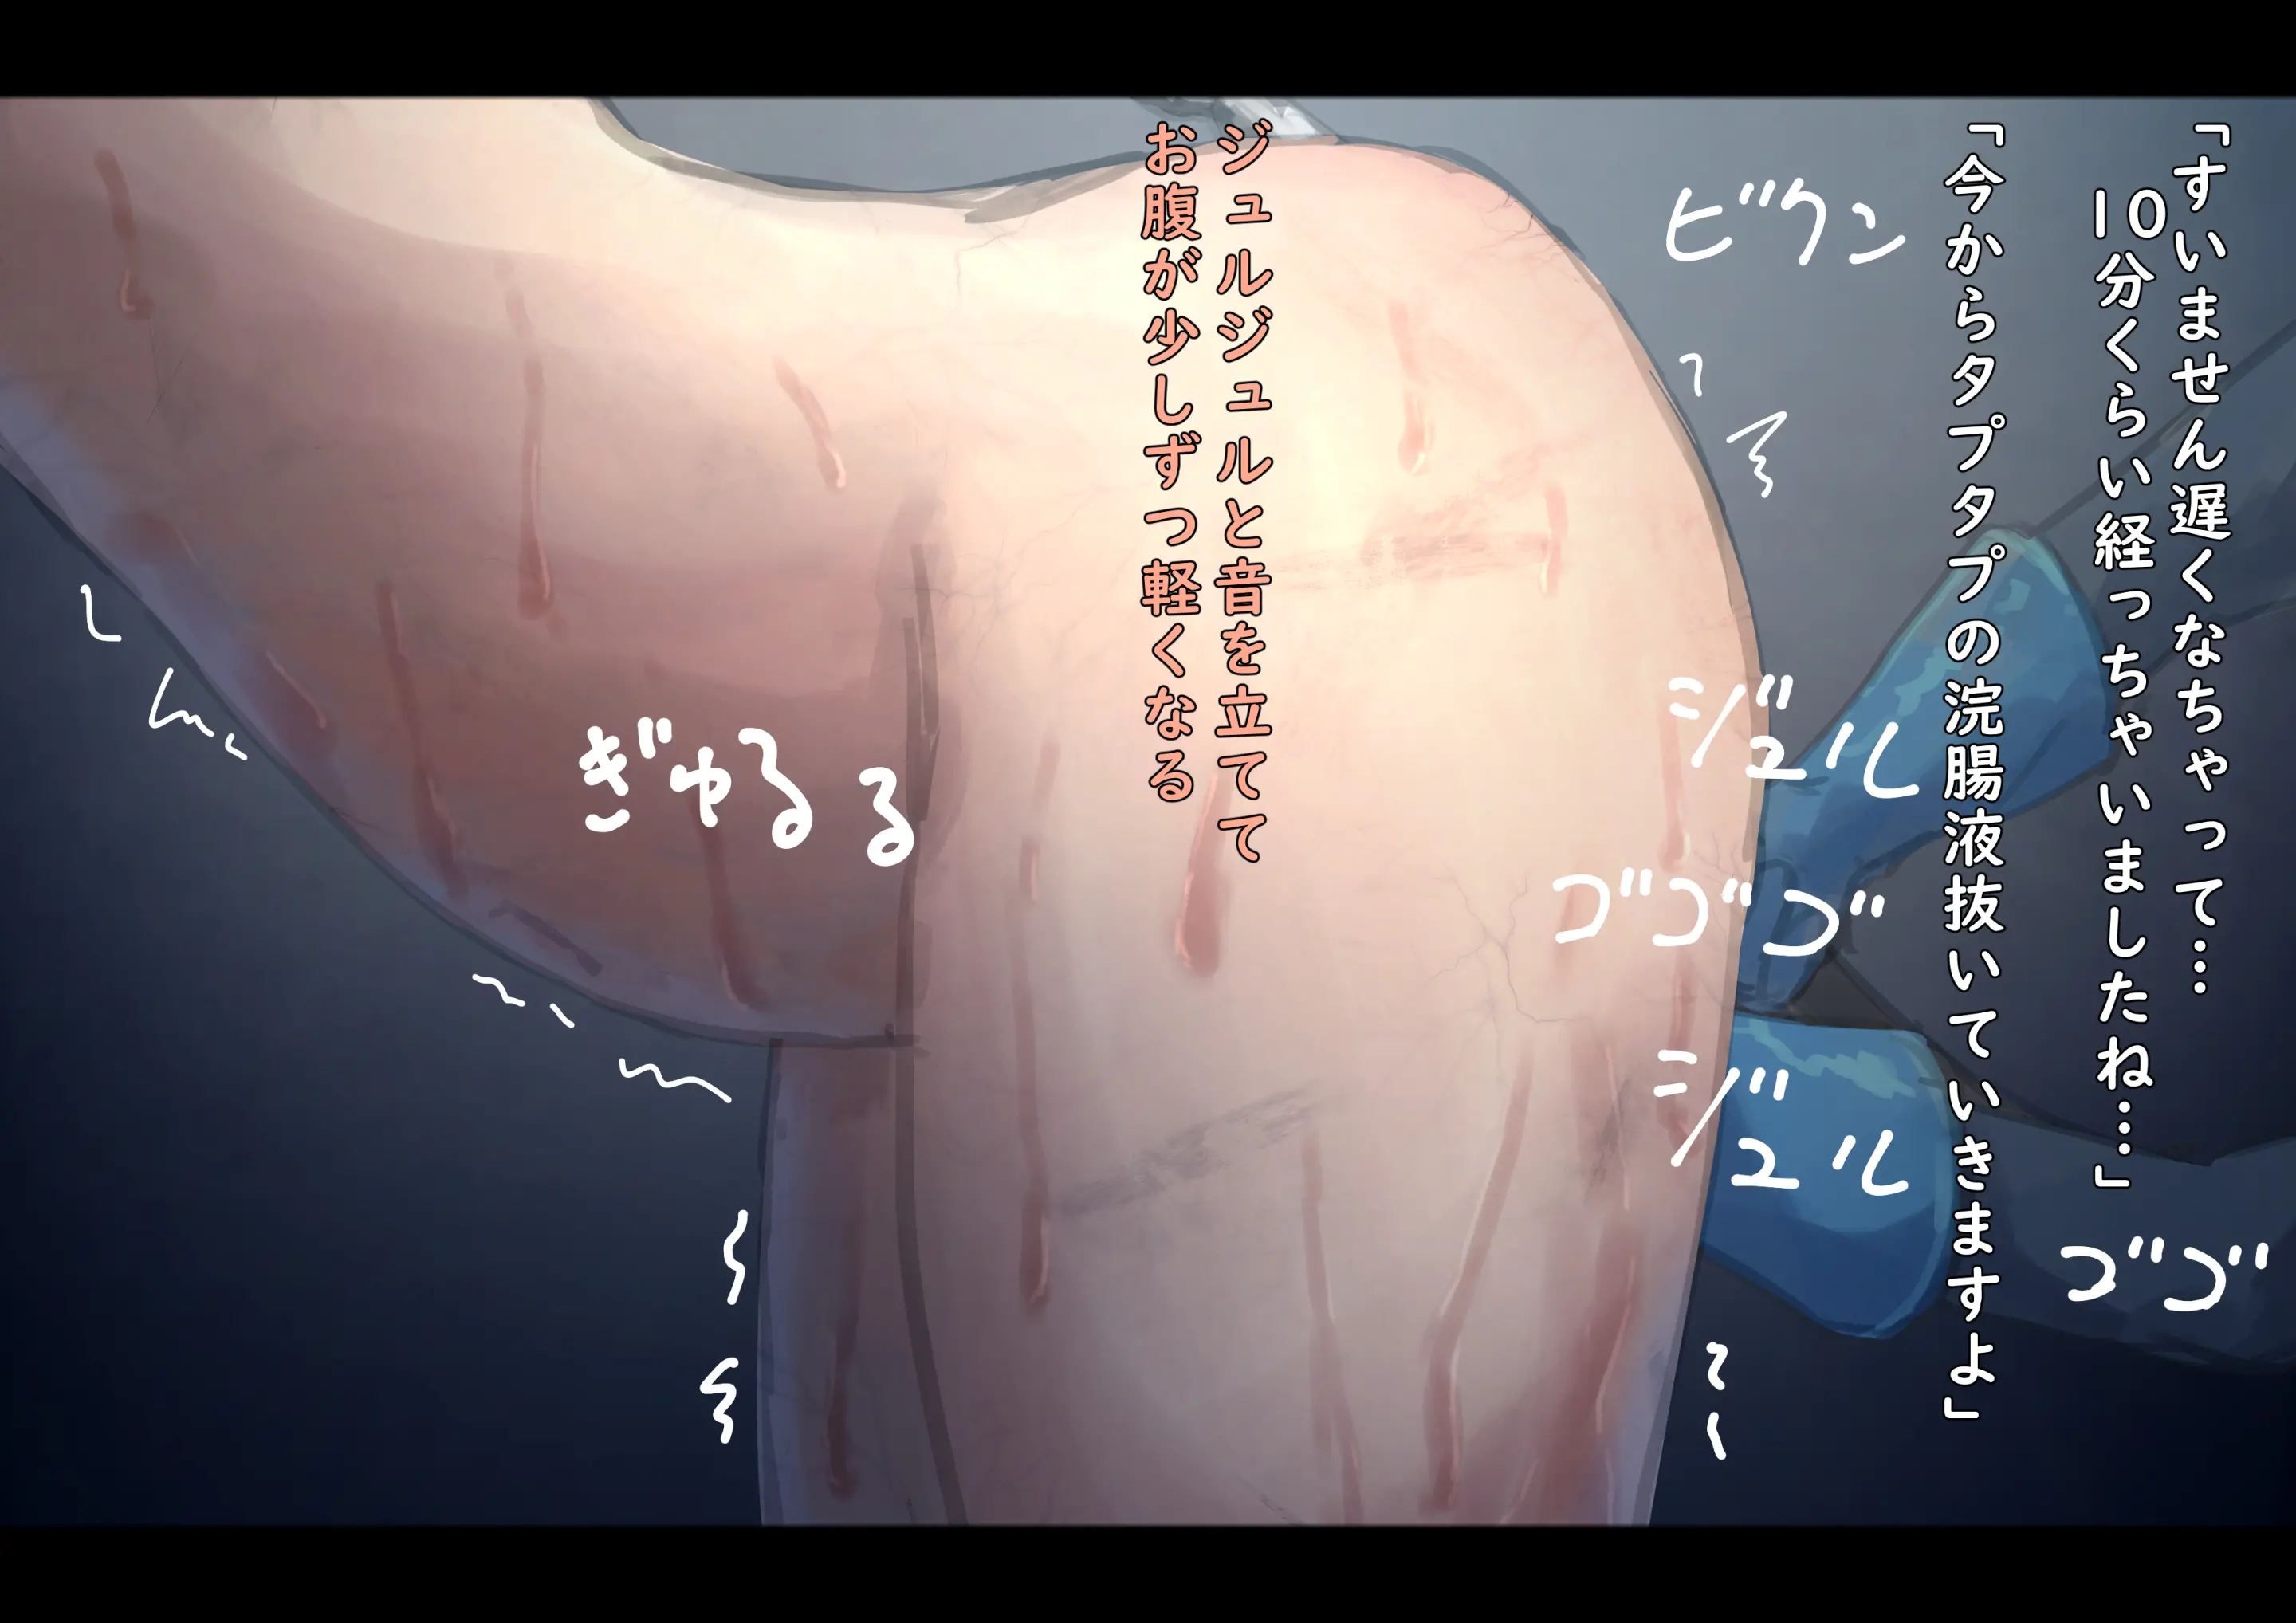 「すいません遅くなちゃって…
10分くらい経っちゃいましたね…」
「今からタプタプの浣腸液抜いていきますよ」
ジュルジュルと音を立てて
お腹が少しずつ軽くなる
ビクン
ジュル
ゴゴゴ
ジュル
ゴゴ
ぎゅるる